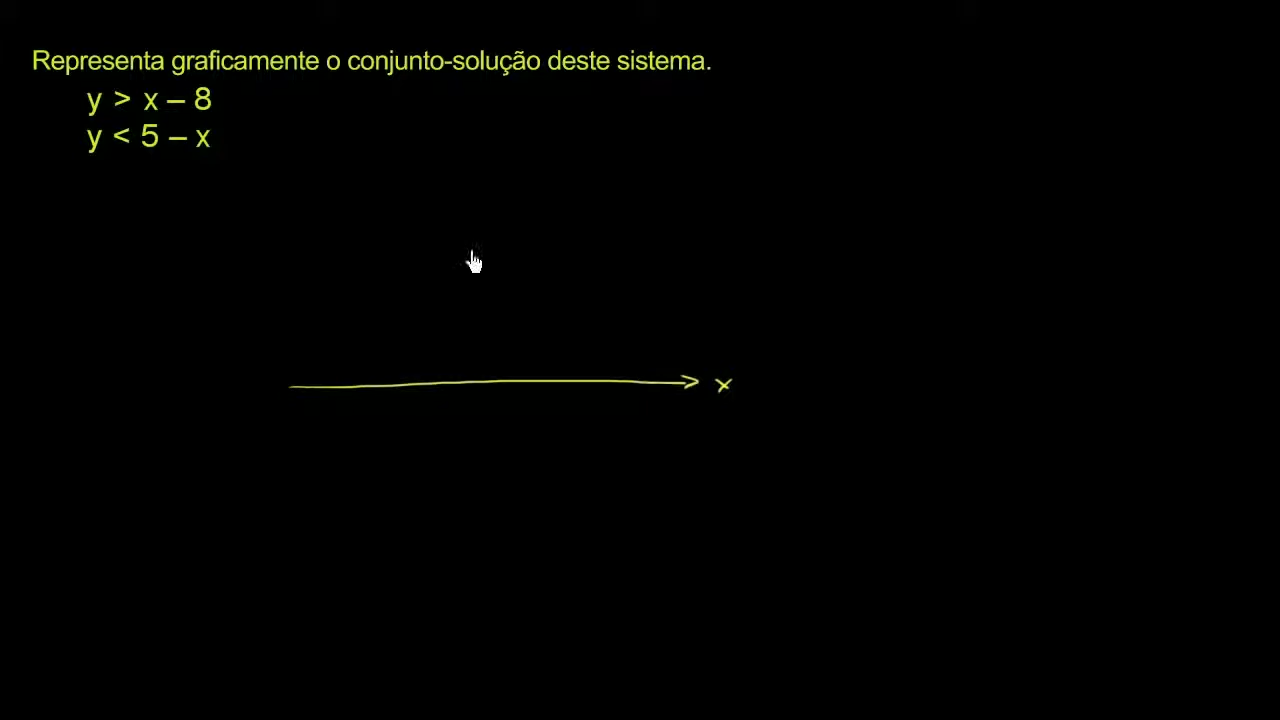 Representa graficamente o conjunto-solução deste sistema.
y > x – 8
y < 5 – x
x